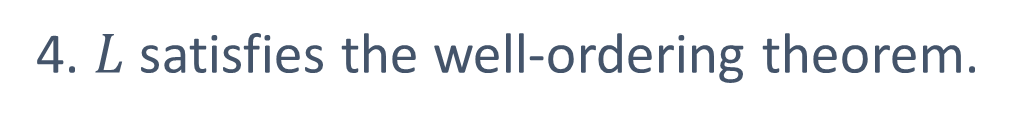 4. L satisfies the well-ordering theorem.